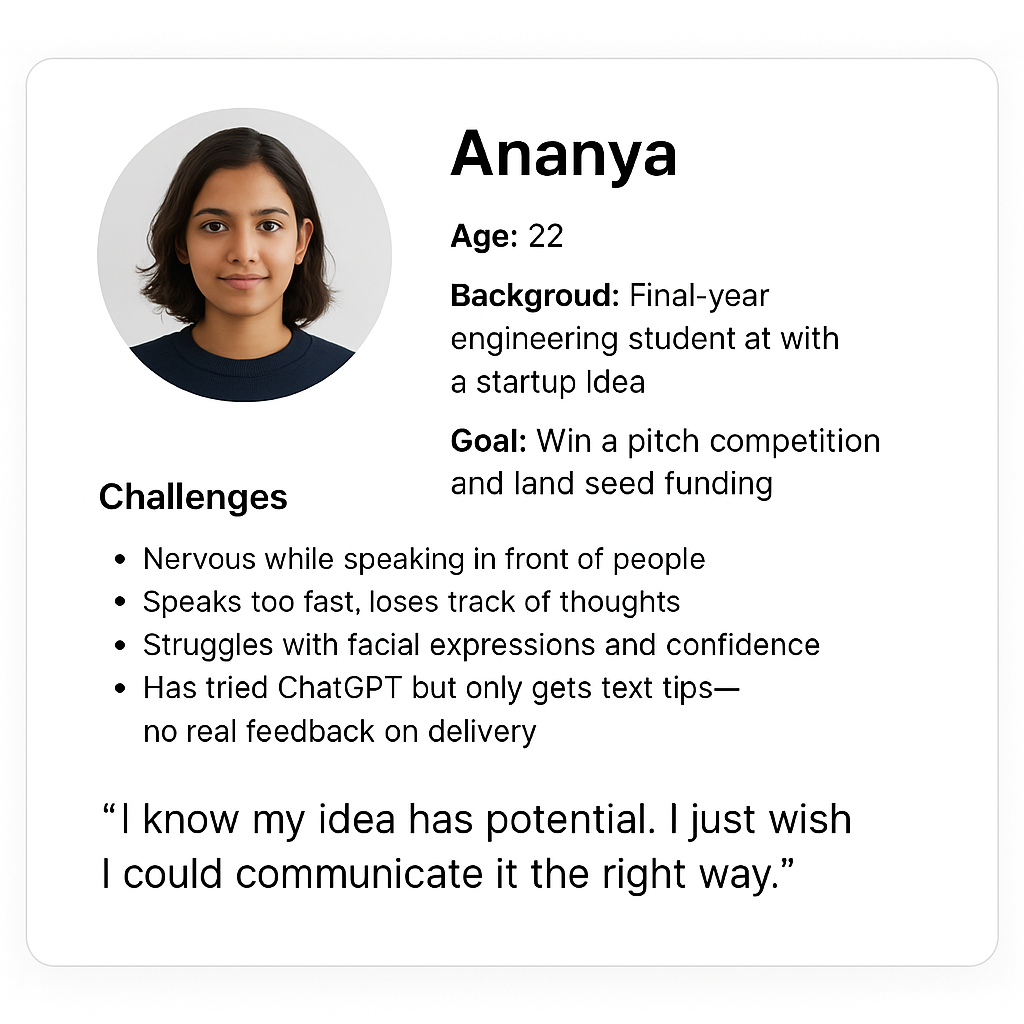 Ananya
Age: 22
Backgroud: Final-year
engineering student at with
a startup Idea
Goal: Win a pitch competition
and land seed funding
Challenges
• Nervous while speaking in front of people
• Speaks too fast, loses track of thoughts
• Struggles with facial expressions and confidence
• Has tried ChatGPT but only gets text tips—
no real feedback on delivery
“I know my idea has potential. I just wish
I could communicate it the right way.”